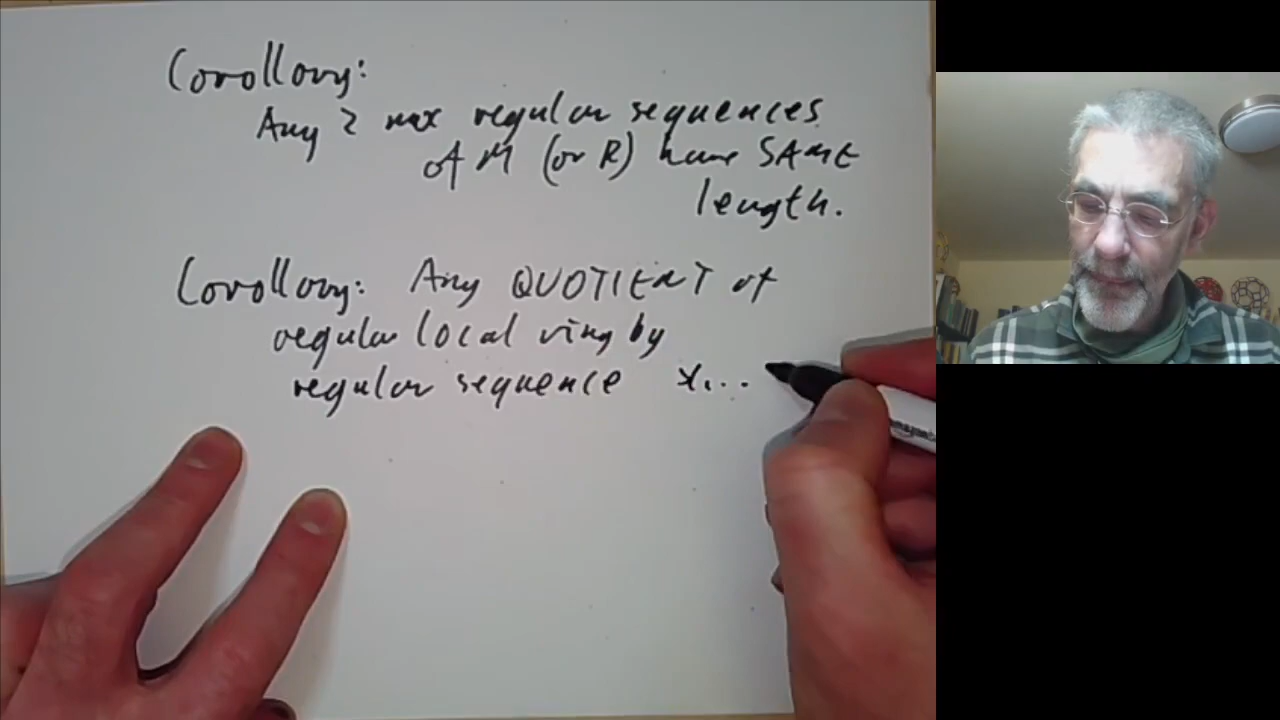 Corollary:
Any 2 max regular sequences
of M (or R) have SAME
length.
Corollary: Any QUOTIENT of
regular local ring by
regular sequence x₁...